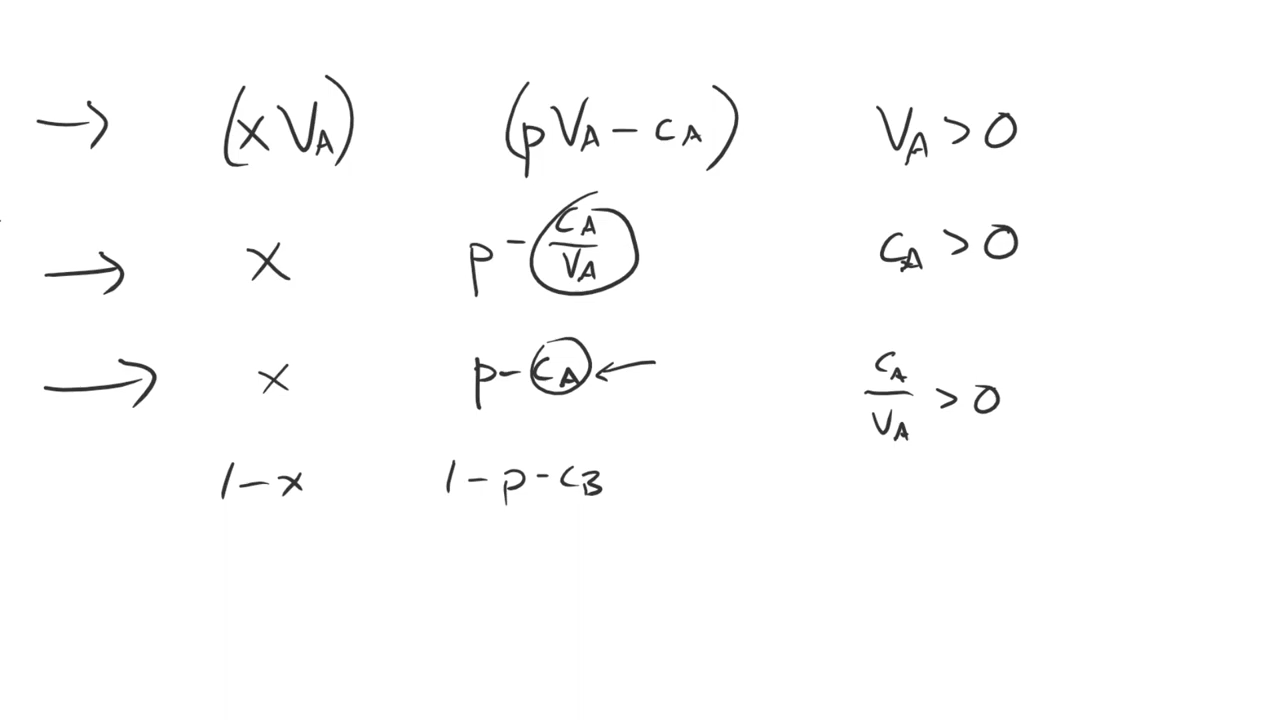 → (x V_A) (p V_A - c_A) V_A > 0
→ x p - c_A/V_A c_A > 0
→ x p - c_A ← c_A/V_A > 0
1 - x 1 - p - c_B